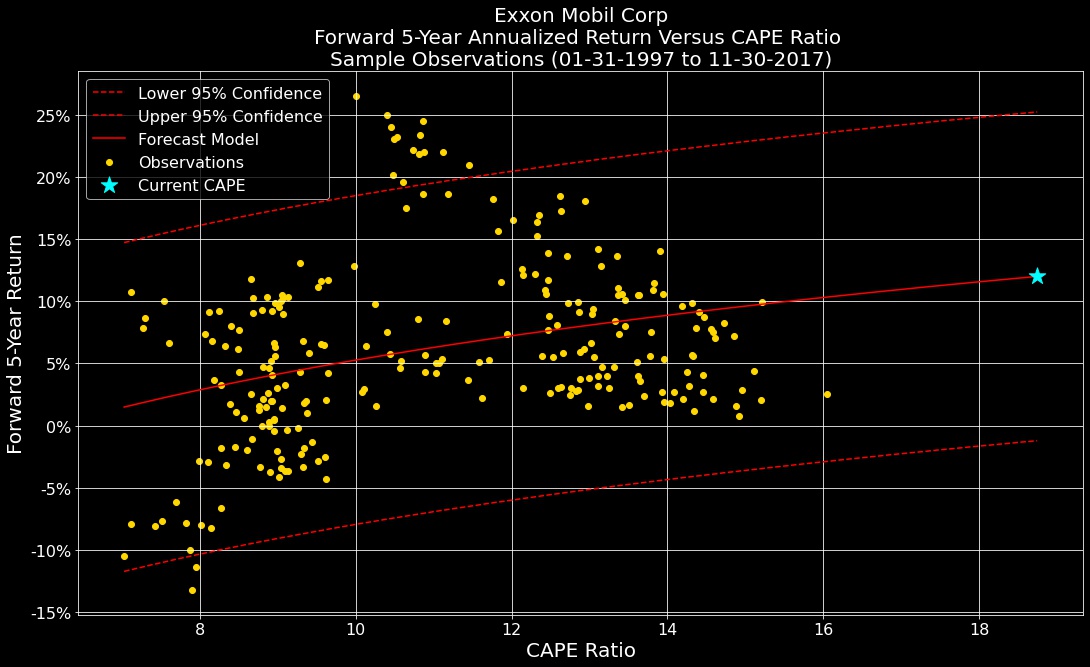 Exxon Mobil Corp
Forward 5-Year Annualized Return Versus CAPE Ratio
Sample Observations (01-31-1997 to 11-30-2017)
Lower 95% Confidence
Upper 95% Confidence
Forecast Model
Observations
Current CAPE
Forward 5-Year Return
25%
20%
15%
10%
5%
0%
-5%
-10%
-15%
8 10 12 14 16 18
CAPE Ratio